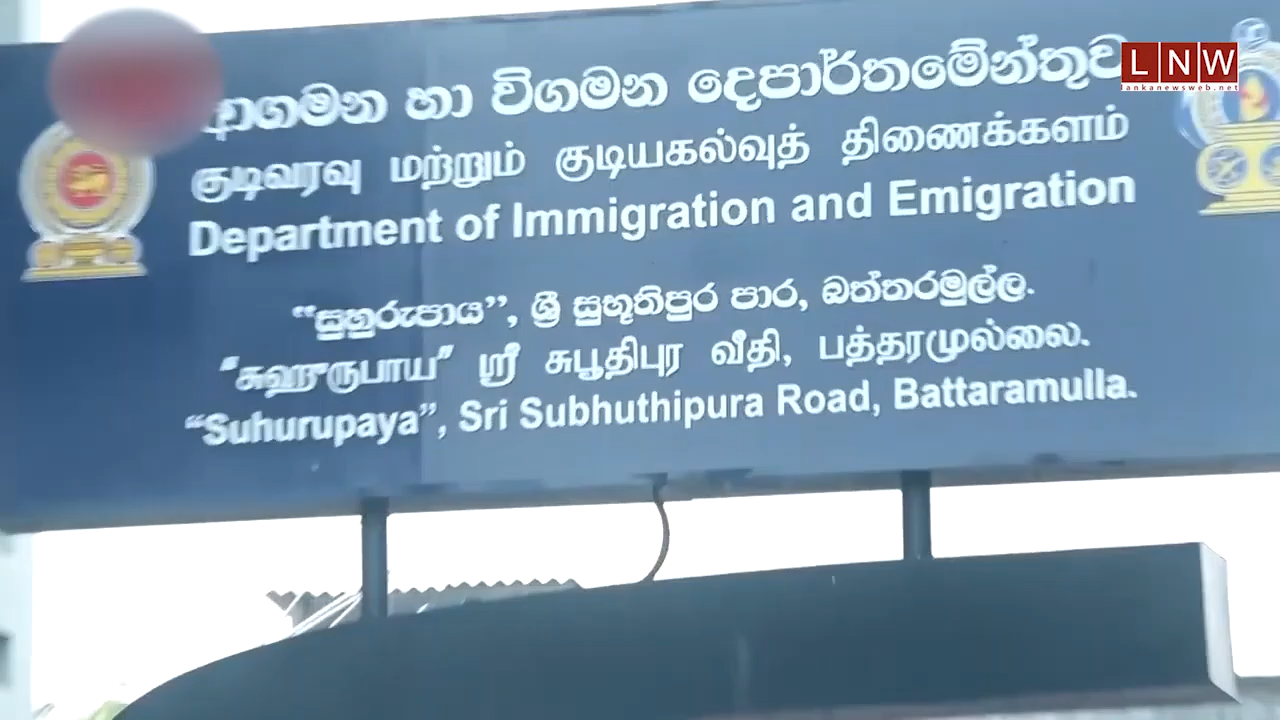 ආගමන හා විගමන දෙපාර්තමේන්තුව
குடிவரவு மற்றும் குடியகல்வுத் திணைக்களம்
Department of Immigration and Emigration
“සුහුරුපාය”, ශ්‍රී සුභූතිපුර පාර, බත්තරමුල්ල.
“சுஹுருபாய” ஸ்ரீ சுபூதிபுர வீதி, பத்தரமுல்லை.
“Suhurupaya”, Sri Subhuthipura Road, Battaramulla.
LNW
lankanewsweb.net